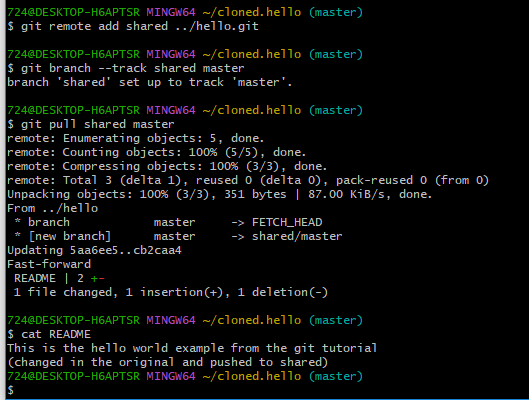 724@DESKTOP-H6APTSR MINGW64 ~/cloned.hello (master)
$ git remote add shared ../hello.git
724@DESKTOP-H6APTSR MINGW64 ~/cloned.hello (master)
$ git branch --track shared master
branch 'shared' set up to track 'master'.
724@DESKTOP-H6APTSR MINGW64 ~/cloned.hello (master)
$ git pull shared master
remote: Enumerating objects: 5, done.
remote: Counting objects: 100% (5/5), done.
remote: Compressing objects: 100% (3/3), done.
remote: Total 3 (delta 1), reused 0 (delta 0), pack-reused 0 (from 0)
Unpacking objects: 100% (3/3), 351 bytes | 87.00 KiB/s, done.
From ../hello
 * branch            master     -> FETCH_HEAD
 * [new branch]      master     -> shared/master
Updating 5aa6ee5..cb2caa4
Fast-forward
 README | 2 +-
 1 file changed, 1 insertion(+), 1 deletion(-)
724@DESKTOP-H6APTSR MINGW64 ~/cloned.hello (master)
$ cat README
This is the hello world example from the git tutorial
(changed in the original and pushed to shared)
724@DESKTOP-H6APTSR MINGW64 ~/cloned.hello (master)
$